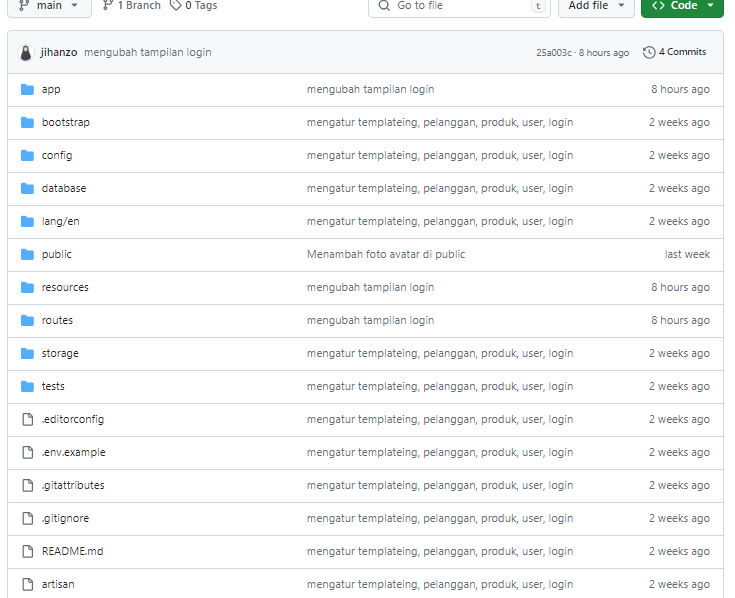 main 1 Branch 0 Tags Go to file t Add file Code
jihanzo mengubah tampilan login 25a003c · 8 hours ago 4 Commits
app mengubah tampilan login 8 hours ago
bootstrap mengatur templateing, pelanggan, produk, user, login 2 weeks ago
config mengatur templateing, pelanggan, produk, user, login 2 weeks ago
database mengatur templateing, pelanggan, produk, user, login 2 weeks ago
lang/en mengatur templateing, pelanggan, produk, user, login 2 weeks ago
public Menambah foto avatar di public last week
resources mengubah tampilan login 8 hours ago
routes mengubah tampilan login 8 hours ago
storage mengatur templateing, pelanggan, produk, user, login 2 weeks ago
tests mengatur templateing, pelanggan, produk, user, login 2 weeks ago
.editorconfig mengatur templateing, pelanggan, produk, user, login 2 weeks ago
.env.example mengatur templateing, pelanggan, produk, user, login 2 weeks ago
.gitattributes mengatur templateing, pelanggan, produk, user, login 2 weeks ago
.gitignore mengatur templateing, pelanggan, produk, user, login 2 weeks ago
README.md mengatur templateing, pelanggan, produk, user, login 2 weeks ago
artisan mengatur templateing, pelanggan, produk, user, login 2 weeks ago